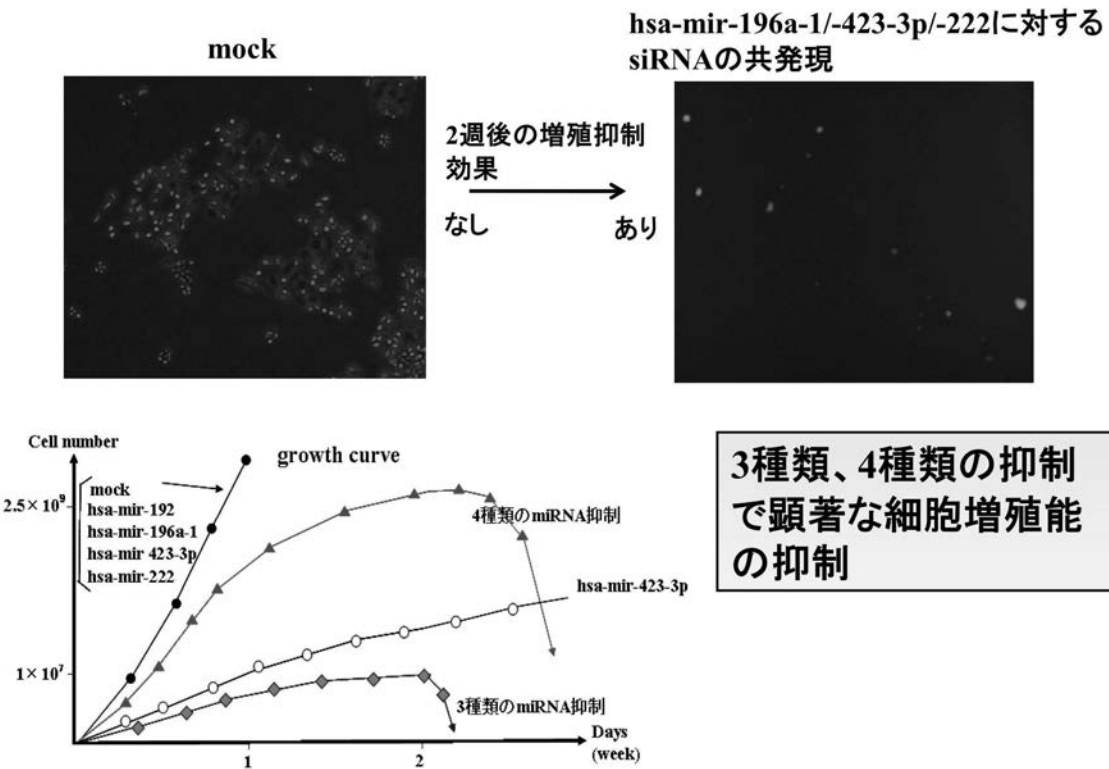 mock
hsa-mir-196a-1/-423-3p/-222に対する
siRNAの共発現
2週後の増殖抑制
効果
なし
あり
Cell number
growth curve
2.5×10⁹
mock
hsa-mir-192
hsa-mir-196a-1
hsa-mir 423-3p
hsa-mir-222
4種類のmiRNA抑制
hsa-mir-423-3p
1×10⁷
3種類のmiRNA抑制
Days
(week)
1
2
3種類、4種類の抑制
で顕著な細胞増殖能
の抑制